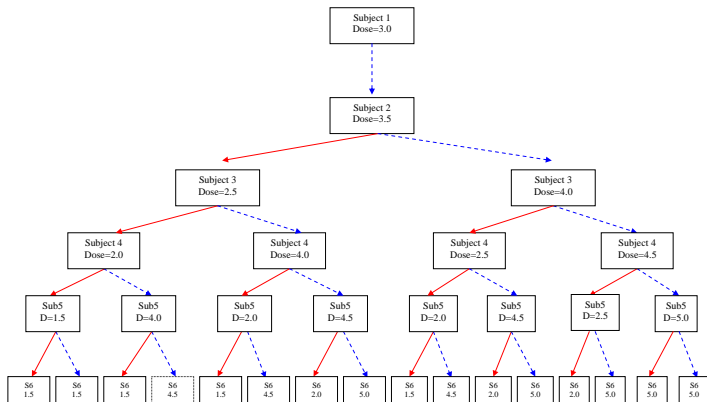 Subject 1
Dose=3.0
Subject 2
Dose=3.5
Subject 3
Dose=2.5
Subject 3
Dose=4.0
Subject 4
Dose=2.0
Subject 4
Dose=4.0
Subject 4
Dose=2.5
Subject 4
Dose=4.5
Sub5
D=1.5
Sub5
D=4.0
Sub5
D=2.0
Sub5
D=4.5
Sub5
D=2.0
Sub5
D=4.5
Sub5
D=2.5
Sub5
D=5.0
S6
1.5
S6
1.5
S6
1.5
S6
4.5
S6
1.5
S6
4.5
S6
2.0
S6
5.0
S6
1.5
S6
4.5
S6
2.0
S6
5.0
S6
2.0
S6
5.0
S6
5.0
S6
5.0